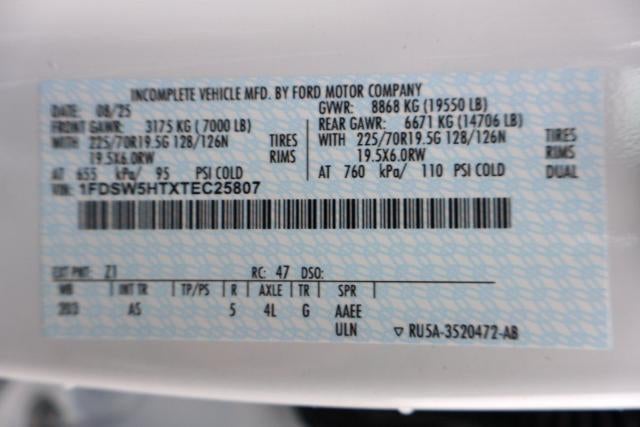 INCOMPLETE VEHICLE MFD. BY FORD MOTOR COMPANY
DATE: 08/25 GVWR: 8868 KG (19550 LB)
FRONT GAWR: 3175 KG (7000 LB) REAR GAWR: 6671 KG (14706 LB)
WITH 225/70R19.5G 128/126N TIRES WITH 225/70R19.5G 128/126N TIRES
19.5X6.0RW RIMS 19.5X6.0RW RIMS
AT 655 kPa/ 95 PSI COLD AT 760 kPa/ 110 PSI COLD DUAL
VIN: 1FDSW5HTXTEC25807
EXT PNT: Z1 RC: 47 DSO:
WB INT TR TP/PS R AXLE TR SPR
203 AS 5 4L G AAEE
ULN ▽ RU5A-3520472-AB